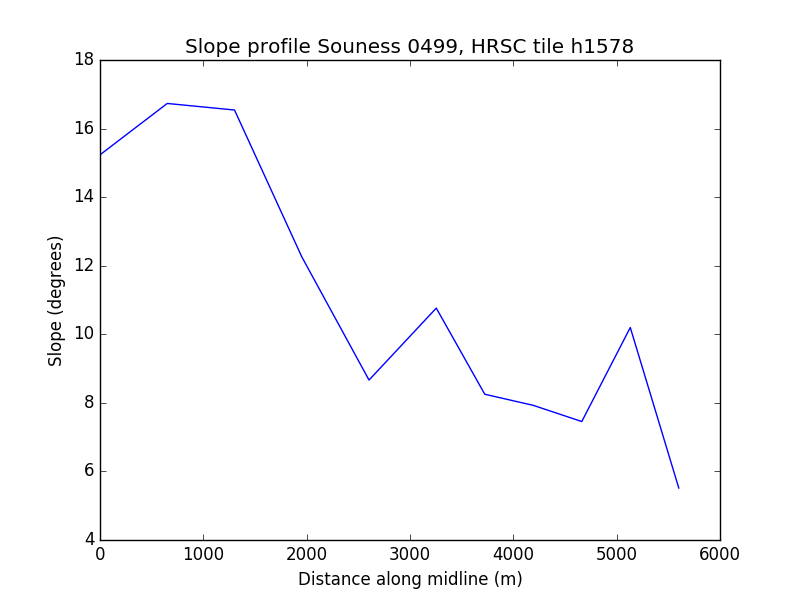 Slope profile Souness 0499, HRSC tile h1578
18
16
14
12
10
8
6
4
Slope (degrees)
0 1000 2000 3000 4000 5000 6000
Distance along midline (m)